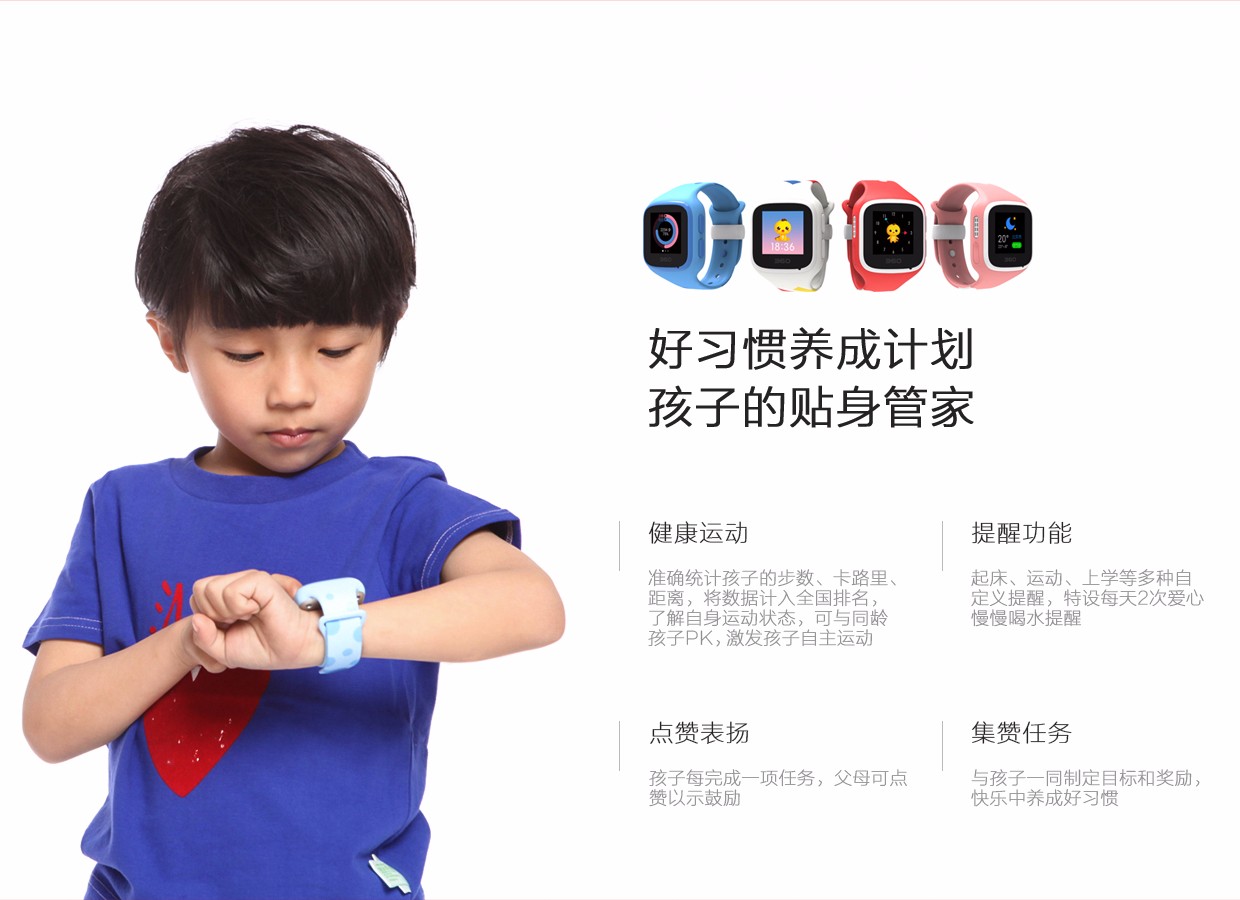 18:36
360
360
20°
360
好习惯养成计划
孩子的贴身管家
健康运动
准确统计孩子的步数、卡路里、
距离，将数据计入全国排名，
了解自身运动状态，可与同龄
孩子PK，激发孩子自主运动
提醒功能
起床、运动、上学等多种自
定义提醒，特设每天2次爱心
慢慢喝水提醒
点赞表扬
孩子每完成一项任务，父母可点
赞以示鼓励
集赞任务
与孩子一同制定目标和奖励，
快乐中养成好习惯